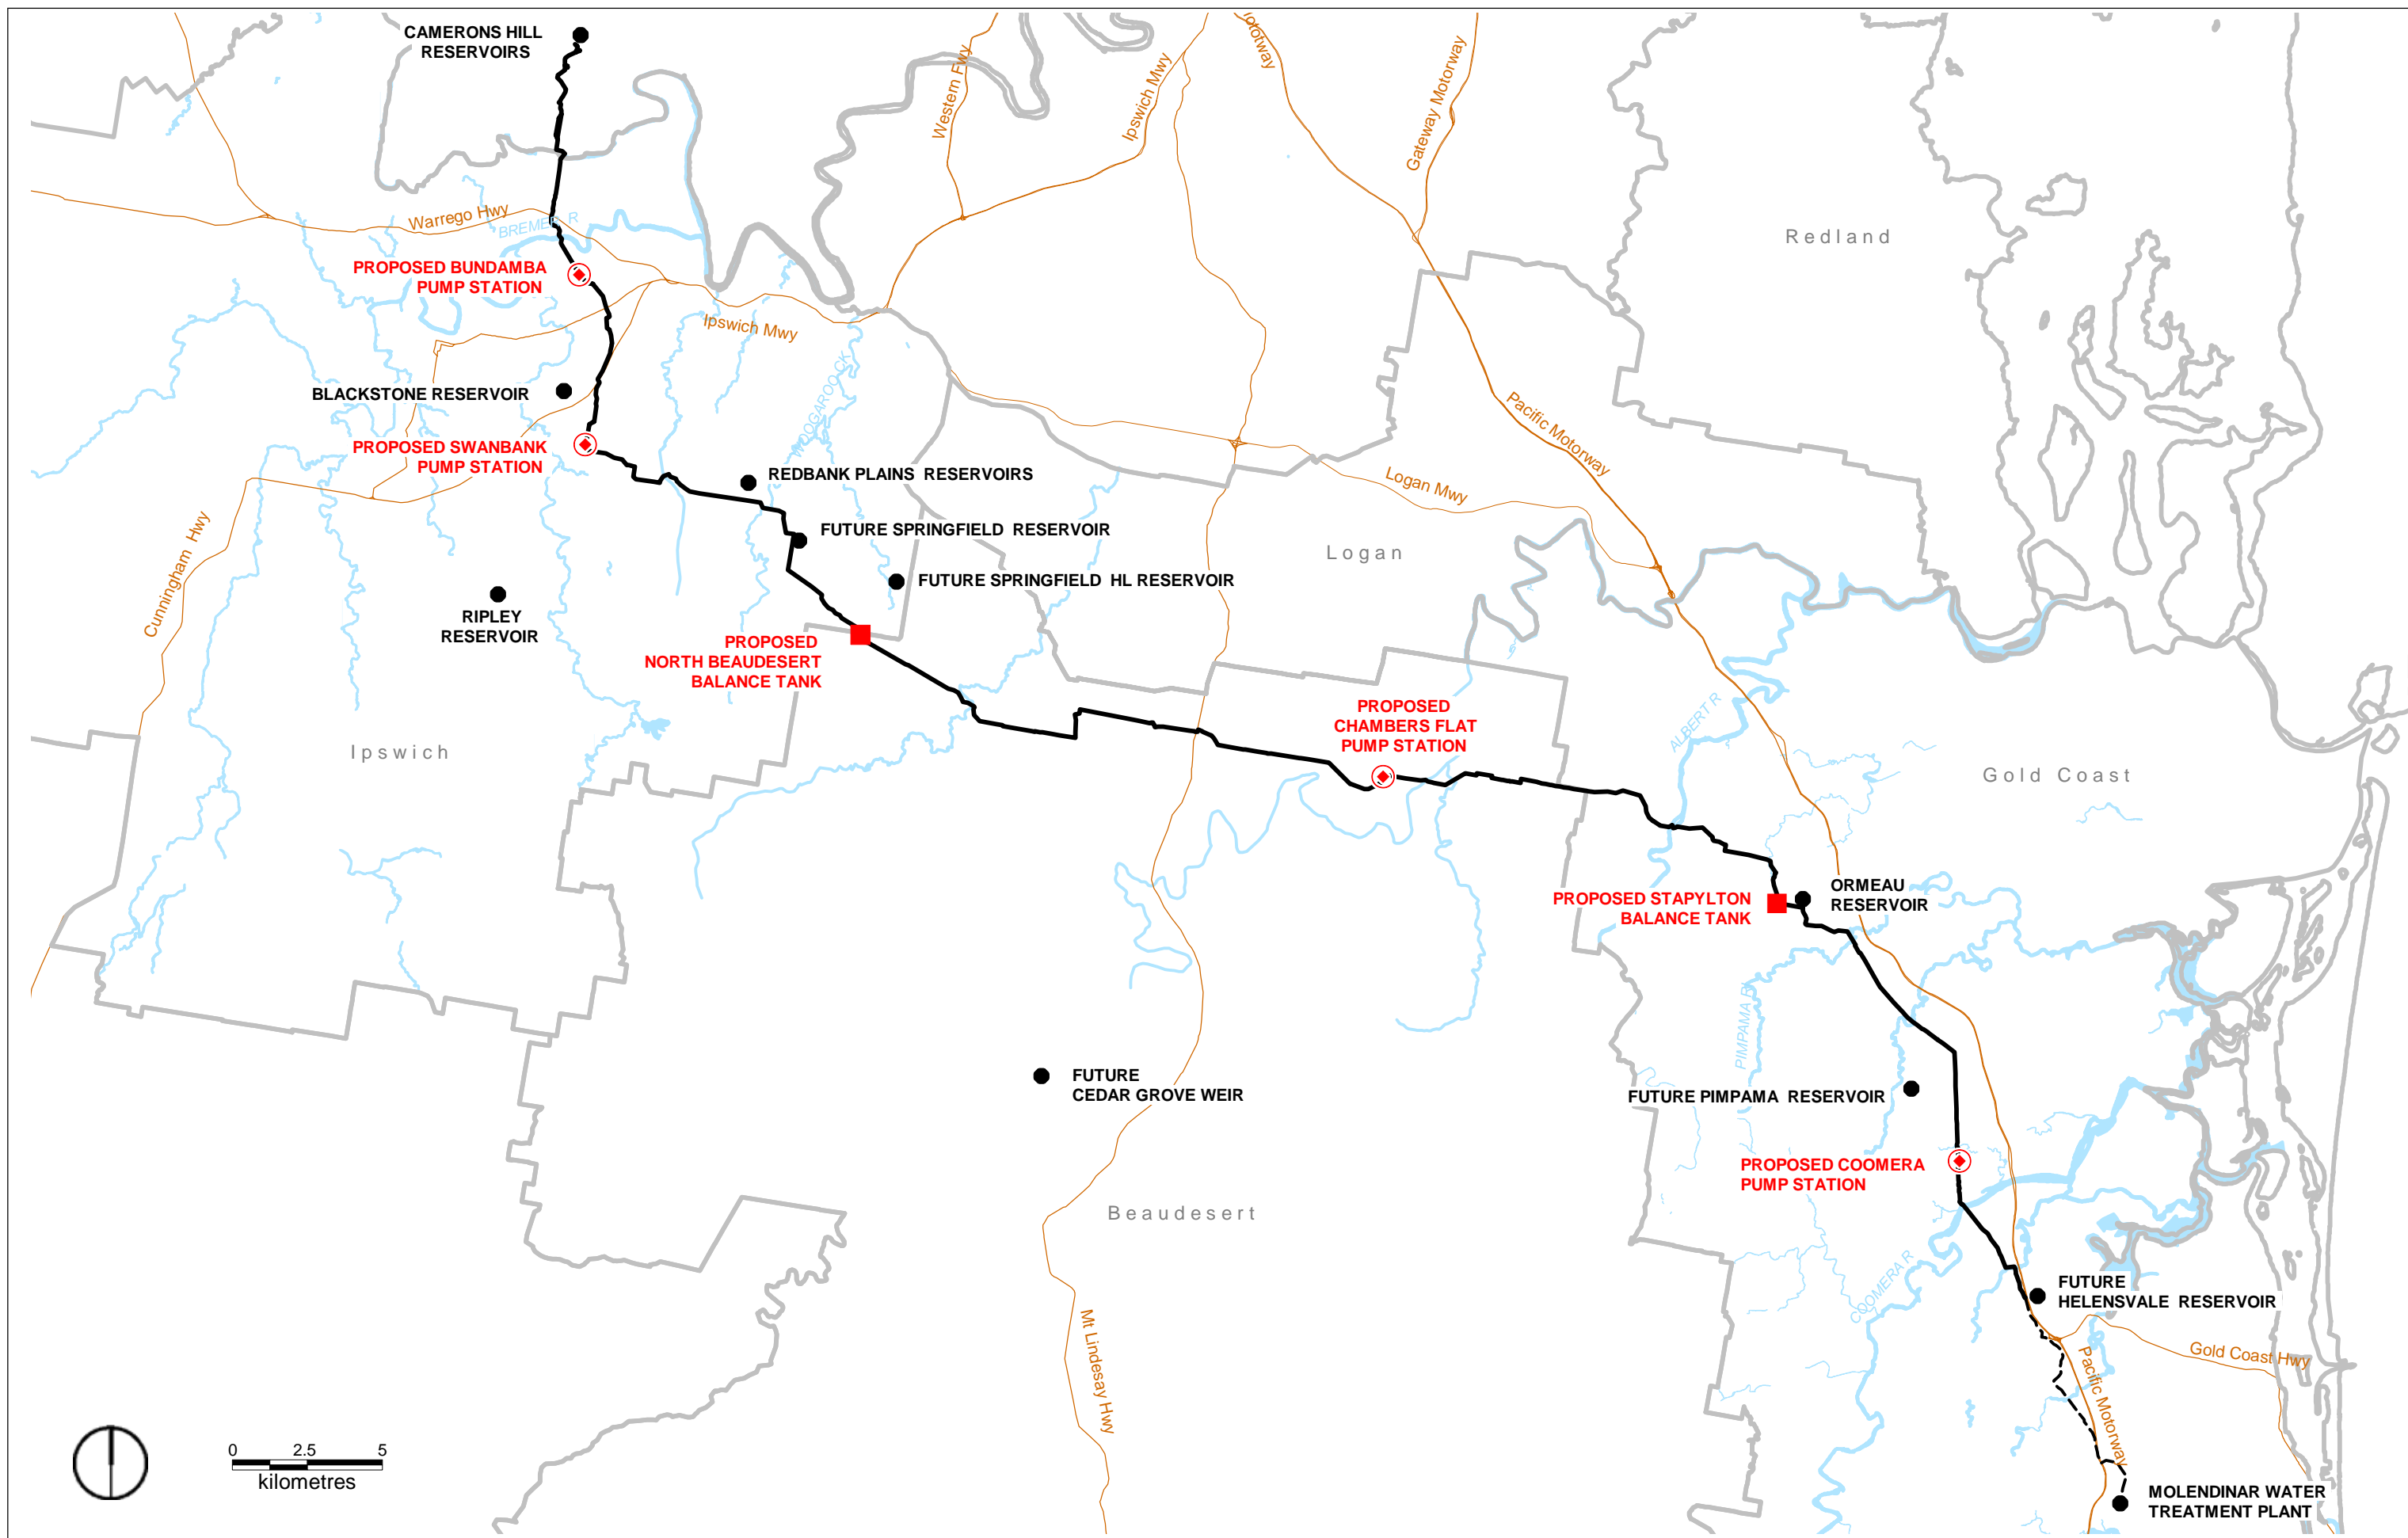 CAMERONS HILL
RESERVOIRS
Western Fwy
Ipswich Mwy
Gateway Motorway
Redland
Warrego Hwy
BREMER R
PROPOSED BUNDAMBA
PUMP STATION
Ipswich Mwy
WOOGAROO CK
BLACKSTONE RESERVOIR
Pacific Motorway
PROPOSED SWANBANK
PUMP STATION
REDBANK PLAINS RESERVOIRS
Logan Mwy
FUTURE SPRINGFIELD RESERVOIR
Logan
Cunningham Hwy
FUTURE SPRINGFIELD HL RESERVOIR
RIPLEY
RESERVOIR
PROPOSED
NORTH BEAUDESERT
BALANCE TANK
PROPOSED
CHAMBERS FLAT
PUMP STATION
ALBERT R
Ipswich
Gold Coast
PROPOSED STAPYLTON
BALANCE TANK
ORMEAU
RESERVOIR
PIMPAMA R
FUTURE
CEDAR GROVE WEIR
FUTURE PIMPAMA RESERVOIR
PROPOSED COOMERA
PUMP STATION
Beaudesert
COOMERA R
FUTURE
HELENSVALE RESERVOIR
Mt Lindesay Hwy
Gold Coast Hwy
Pacific Motorway
0 2.5 5
kilometres
MOLENDINAR WATER
TREATMENT PLANT